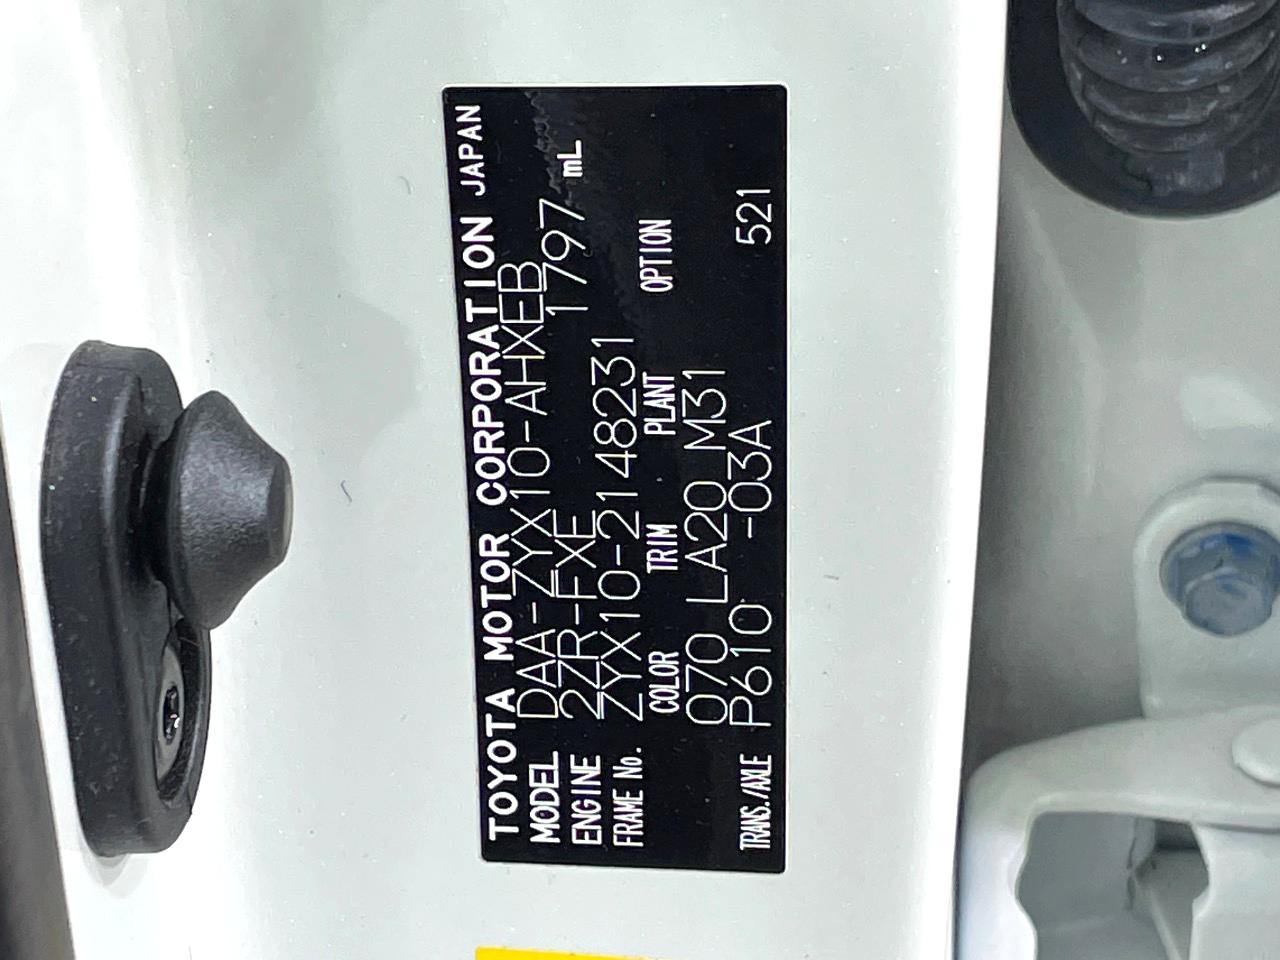 TOYOTA MOTOR CORPORATION JAPAN
MODEL DAA-ZYX10-AHXEB
ENGINE 2ZR-FXE 1797 mL
FRAME No. ZYX10-2148231
COLOR TRIM PLANT OPTION
070 LA20 M31
TRANS./AXLE P610 -03A 521